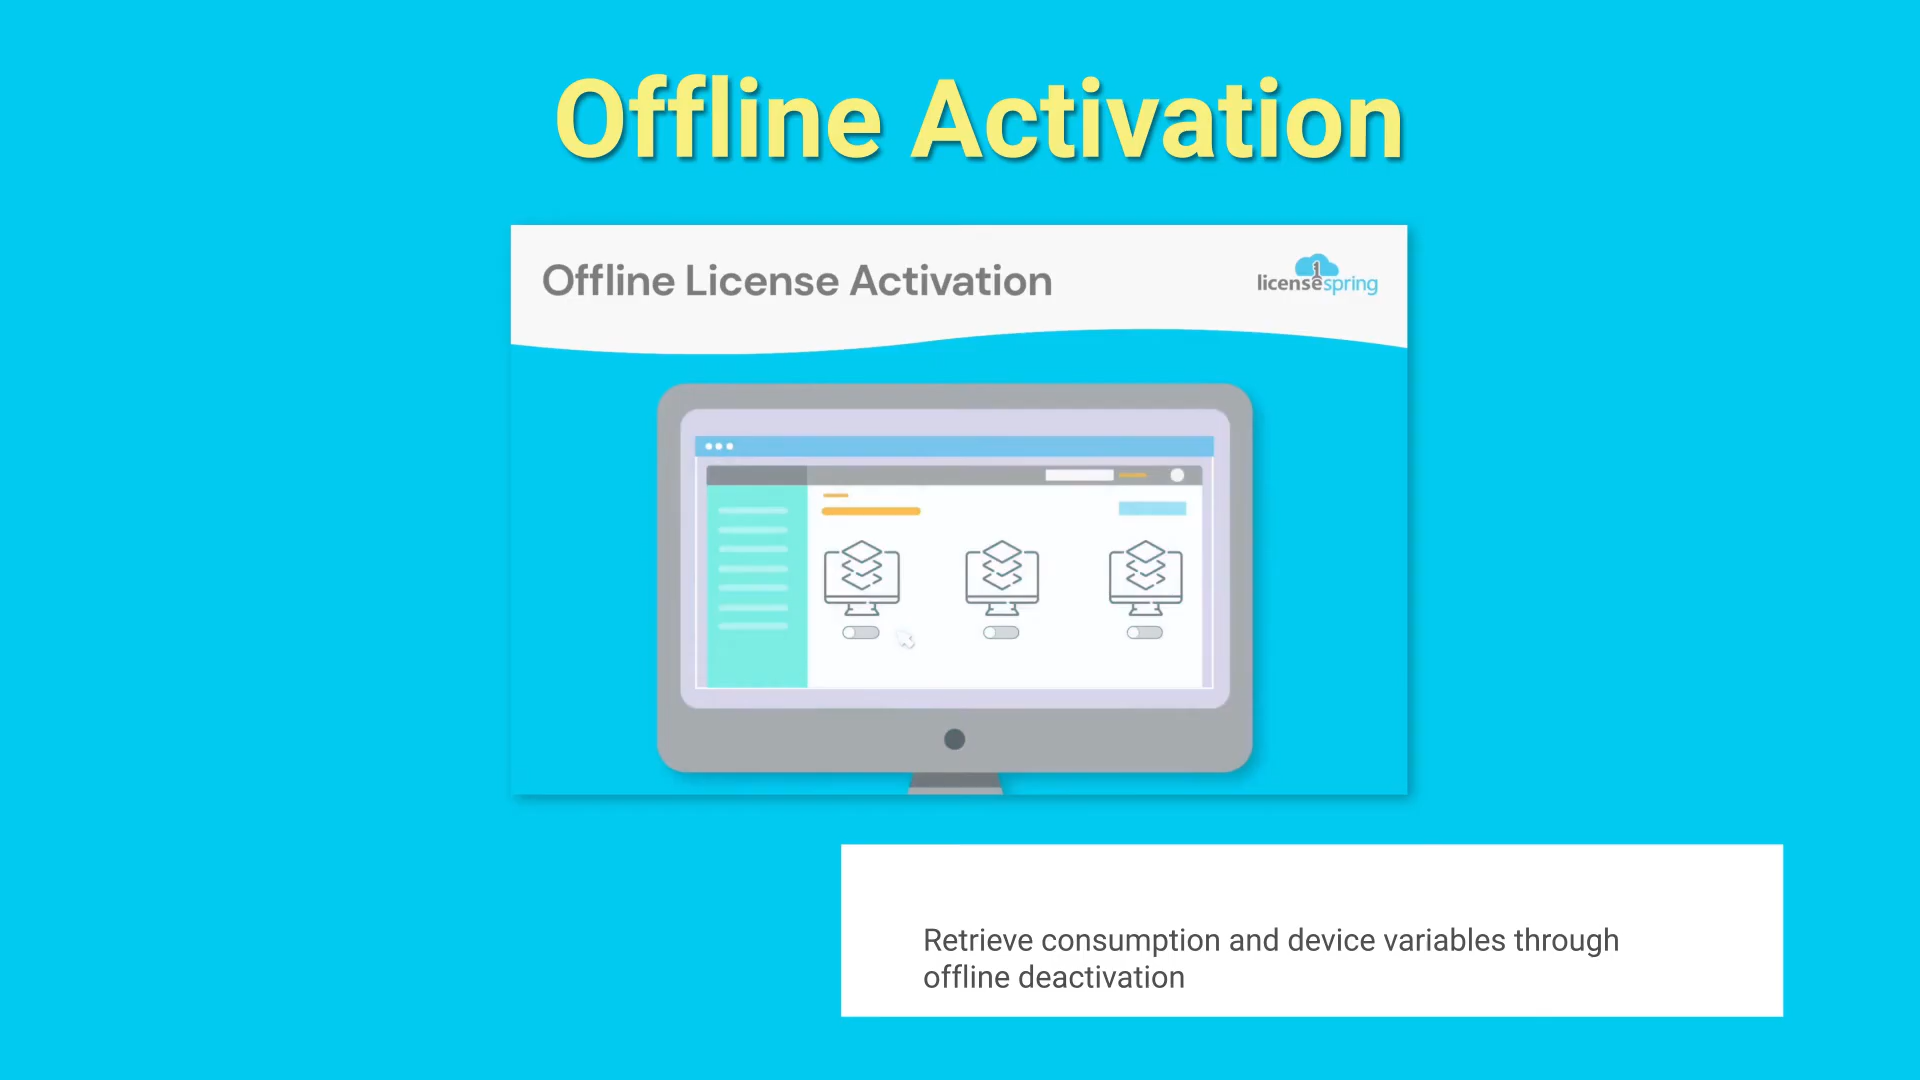 Offline Activation
Offline License Activation
licensespring
Retrieve consumption and device variables through
offline deactivation